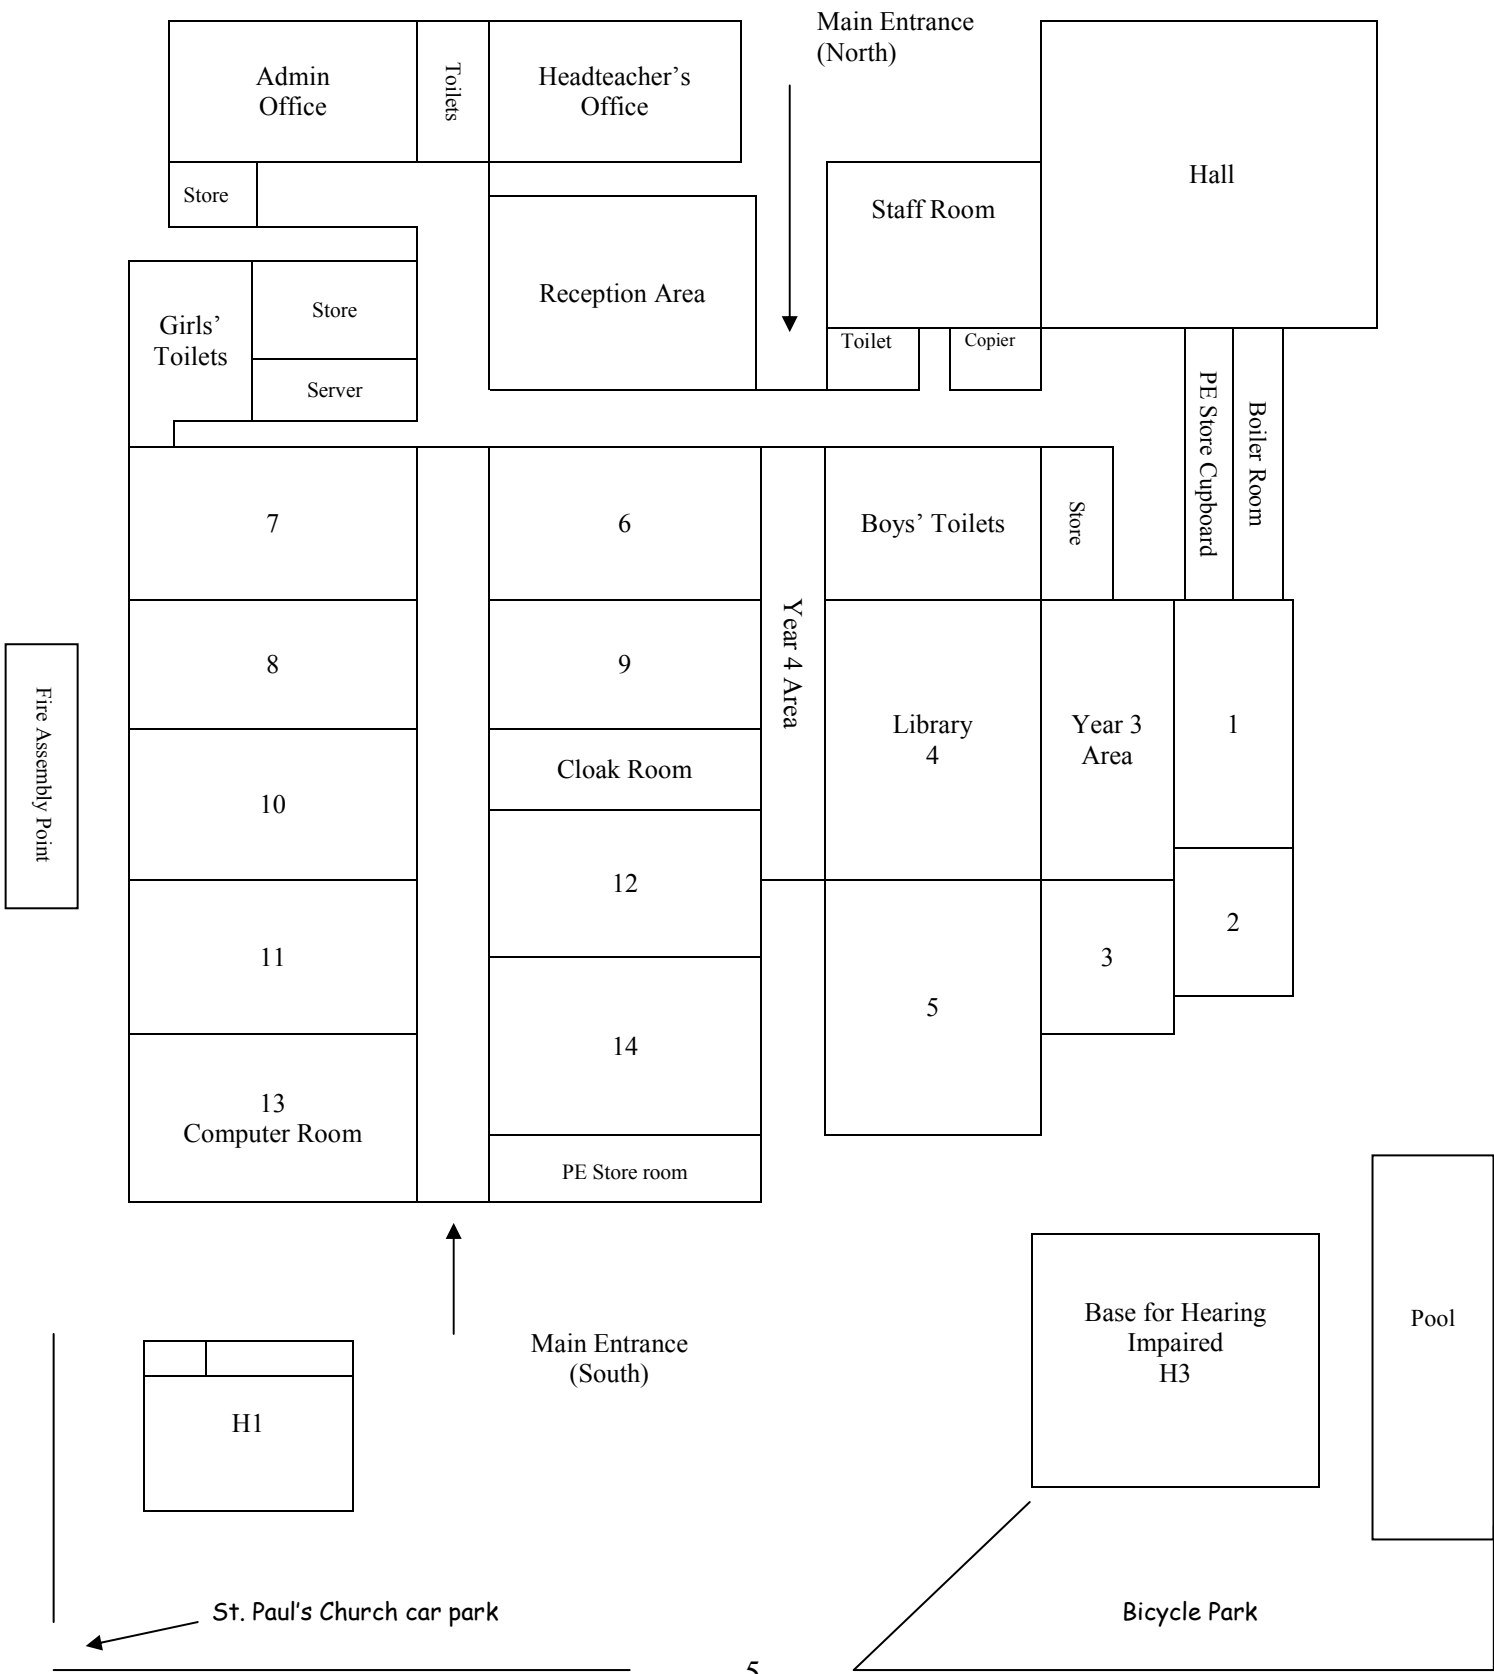 Main Entrance
(North)
Admin
Office
Toilets
Headteacher's
Office
Hall
Store
Staff Room
Reception Area
Girls'
Toilets
Store
Server
Toilet
Copier
PE Store Cupboard
Boiler Room
7
6
Boys' Toilets
Store
Year 4 Area
8
9
Fire Assembly Point
Library
4
Year 3
Area
1
Cloak Room
10
12
2
11
3
5
14
13
Computer Room
PE Store room
Main Entrance
(South)
Base for Hearing
Impaired
H3
Pool
H1
St. Paul's Church car park
Bicycle Park
5